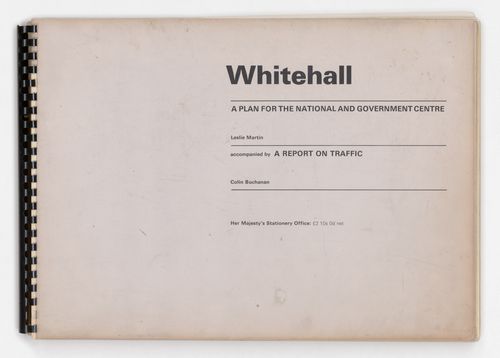 Whitehall
A PLAN FOR THE NATIONAL AND GOVERNMENT CENTRE
Leslie Martin
accompanied by A REPORT ON TRAFFIC
Colin Buchanan
Her Majesty's Stationery Office: £2 10s 0d net